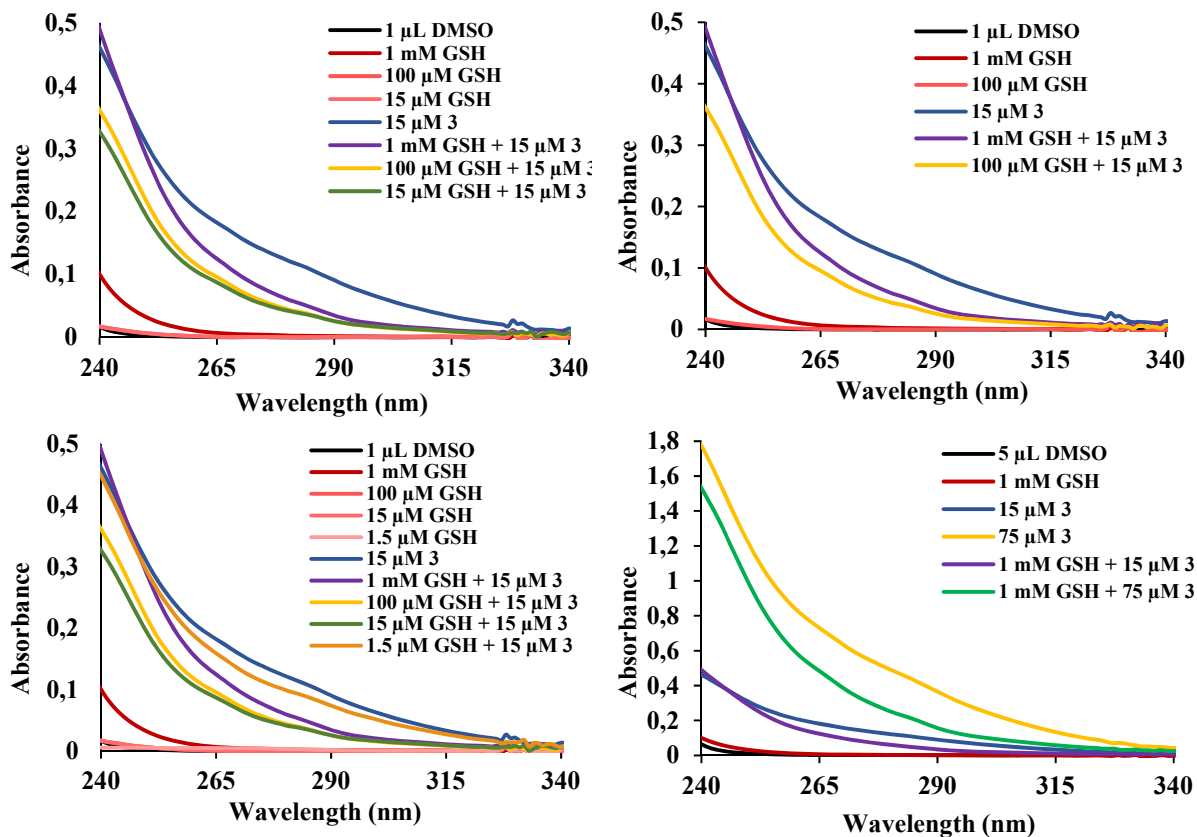 0,5
0,4
0,3
0,2
0,1
0
Absorbance
1 µL DMSO
1 mM GSH
100 µM GSH
15 µM GSH
15 µM 3
1 mM GSH + 15 µM 3
100 µM GSH + 15 µM 3
15 µM GSH + 15 µM 3
240 265 290 315 340
Wavelength (nm)
0,5
0,4
0,3
0,2
0,1
0
Absorbance
1 µL DMSO
1 mM GSH
100 µM GSH
15 µM 3
1 mM GSH + 15 µM 3
100 µM GSH + 15 µM 3
240 265 290 315 340
Wavelength (nm)
0,5
0,4
0,3
0,2
0,1
0
Absorbance
1 µL DMSO
1 mM GSH
100 µM GSH
15 µM GSH
1.5 µM GSH
15 µM 3
1 mM GSH + 15 µM 3
100 µM GSH + 15 µM 3
15 µM GSH + 15 µM 3
1.5 µM GSH + 15 µM 3
240 265 290 315 340
Wavelength (nm)
1,8
1,6
1,4
1,2
1
0,8
0,6
0,4
0,2
0
Absorbance
5 µL DMSO
1 mM GSH
15 µM 3
75 µM 3
1 mM GSH + 15 µM 3
1 mM GSH + 75 µM 3
240 265 290 315 340
Wavelength (nm)